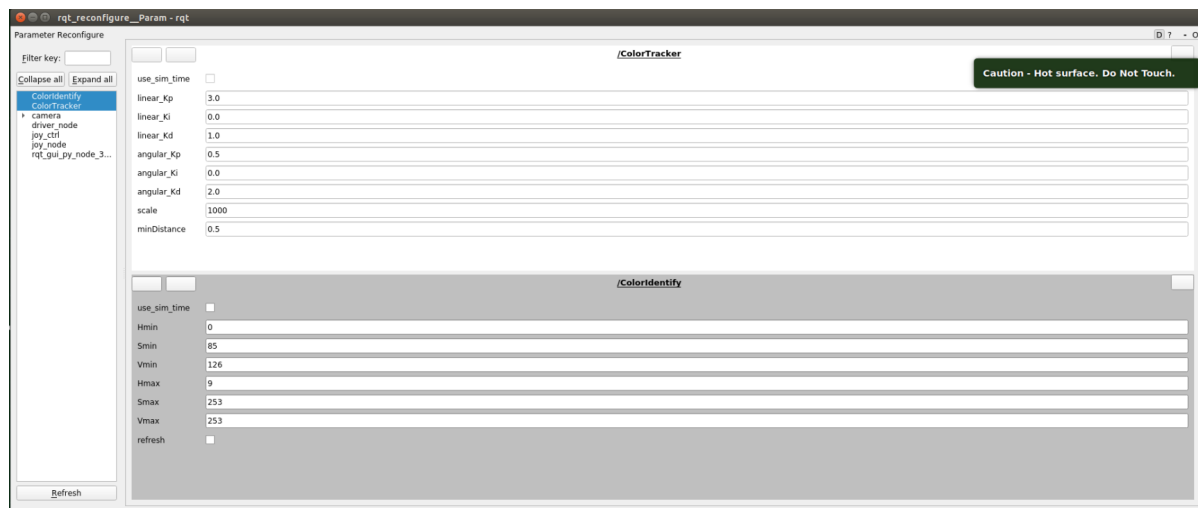 rqt_reconfigure__Param - rqt
Parameter Reconfigure
D ? - O
Filter key:
Collapse all Expand all
ColorIdentify
ColorTracker
camera
driver_node
joy_ctrl
joy_node
rqt_gui_py_node_3...
Refresh
/ColorTracker
Caution - Hot surface. Do Not Touch.
use_sim_time
linear_Kp 3.0
linear_Ki 0.0
linear_Kd 1.0
angular_Kp 0.5
angular_Ki 0.0
angular_Kd 2.0
scale 1000
minDistance 0.5
/ColorIdentify
use_sim_time
Hmin 0
Smin 85
Vmin 126
Hmax 9
Smax 253
Vmax 253
refresh